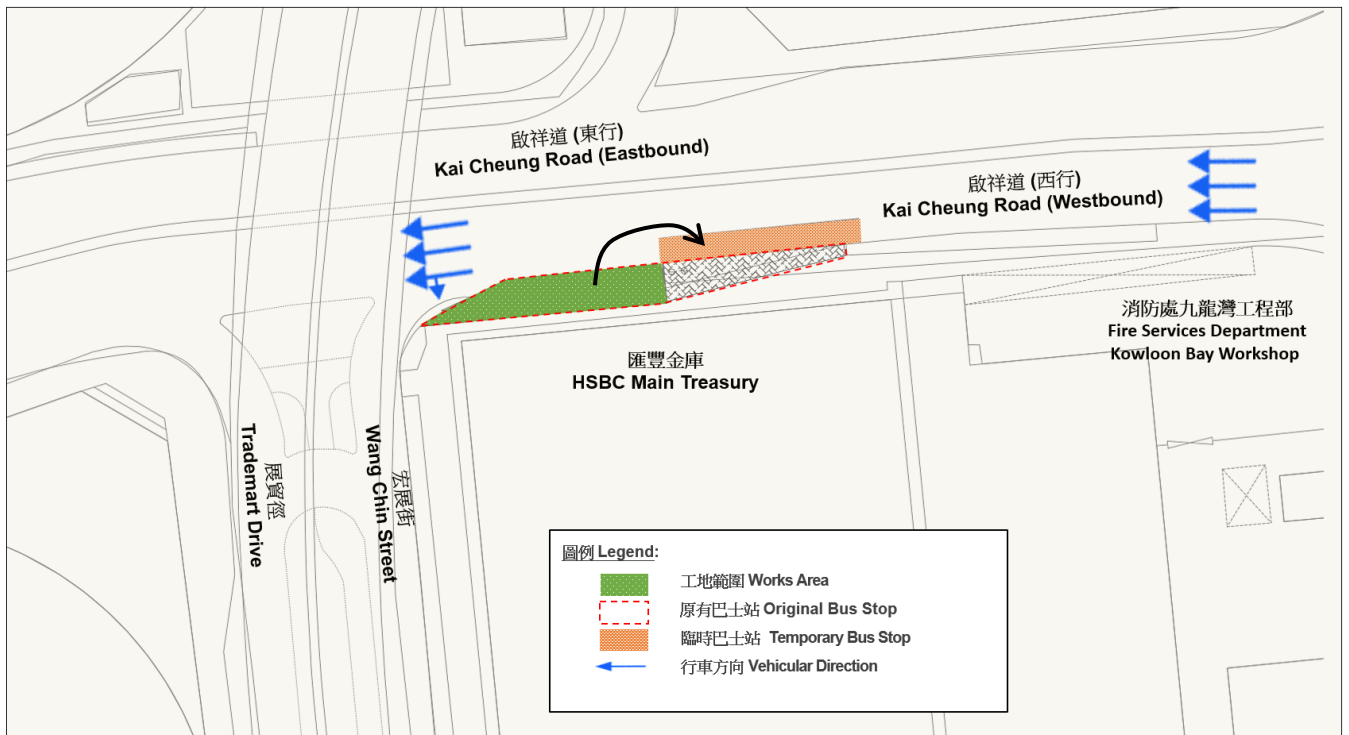 啟祥道 (東行)
Kai Cheung Road (Eastbound)
啟祥道 (西行)
Kai Cheung Road (Westbound)
消防處九龍灣工程部
Fire Services Department
Kowloon Bay Workshop
匯豐金庫
HSBC Main Treasury
展貿徑
Trademart Drive
宏展街
Wang Chin Street
圖例 Legend:
工地範圍 Works Area
原有巴士站 Original Bus Stop
臨時巴士站 Temporary Bus Stop
行車方向 Vehicular Direction